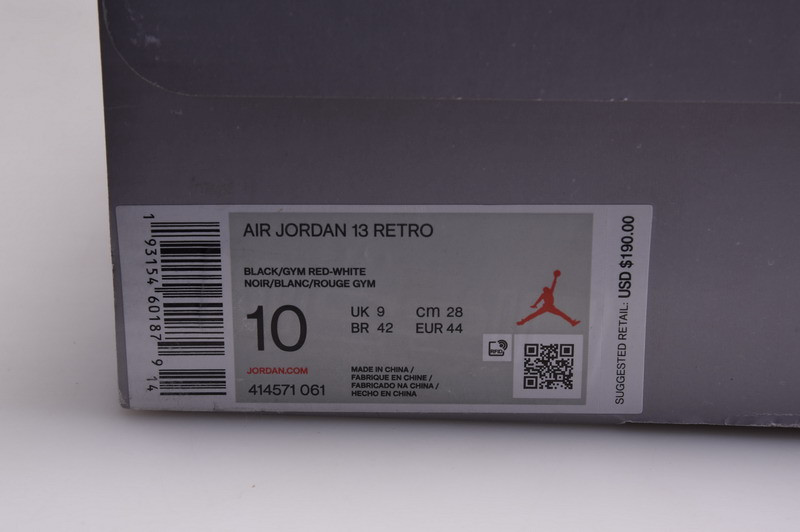 AIR JORDAN 13 RETRO
BLACK/GYM RED-WHITE
NOIR/BLANC/ROUGE GYM
10
UK 9 cm 28
BR 42 EUR 44
RFID
JORDAN.COM
414571 061
MADE IN CHINA /
FABRIQUE EN CHINE /
FABRICADO NA CHINA /
HECHO EN CHINA
1 93154 60187 9 14
SUGGESTED RETAIL: USD $190.00